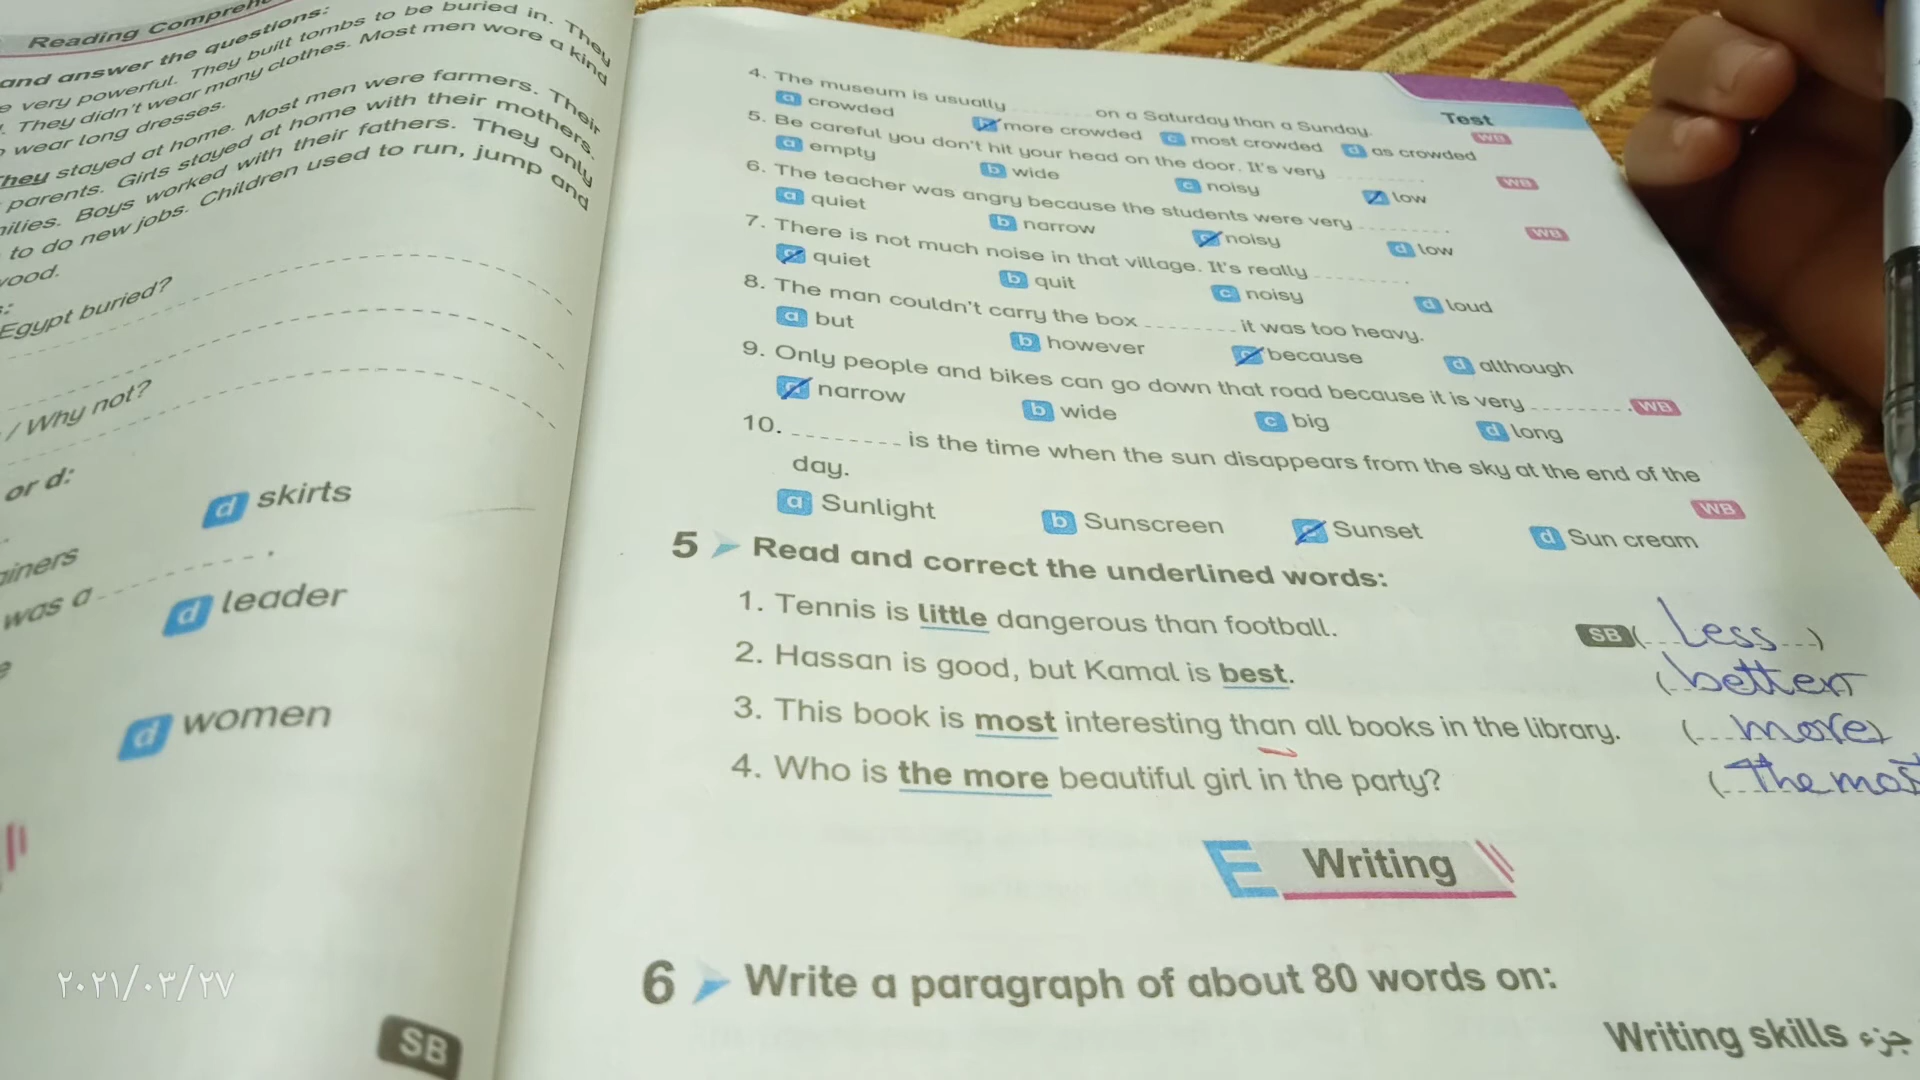 Reading
and answer the questions:
very powerful. They built tombs to be buried in. They
. They didn't wear many clothes. Most men wore a kind
wear long dresses.
They stayed at home. Most men were farmers. Their
parents. Girls stayed at home with their mothers.
Boys worked with their fathers. They only
to do new jobs. Children used to run, jump and
Egypt buried?
/ Why not?
or d:
d skirts
was a
d leader
d women
SB
٢٠٢١/٠٣/٢٧
Test
4. The museum is usually -------- on a Saturday than a Sunday. WB
a crowded b more crowded c most crowded d as crowded
5. Be careful you don't hit your head on the door. It's very -------- . WB
a empty b wide c noisy d low
6. The teacher was angry because the students were very -------- . WB
a quiet b narrow c noisy d low
7. There is not much noise in that village. It's really -------- .
a quiet b quit c noisy d loud
8. The man couldn't carry the box -------- it was too heavy.
a but b however c because d although
9. Only people and bikes can go down that road because it is very -------- . WB
a narrow b wide c big d long
10. -------- is the time when the sun disappears from the sky at the end of the
day. WB
a Sunlight b Sunscreen c Sunset d Sun cream
5 Read and correct the underlined words:
1. Tennis is little dangerous than football. SB (Less)
2. Hassan is good, but Kamal is best. (better)
3. This book is most interesting than all books in the library. (more)
4. Who is the more beautiful girl in the party? (The mos
E Writing
6 Write a paragraph of about 80 words on:
Writing skills جزء